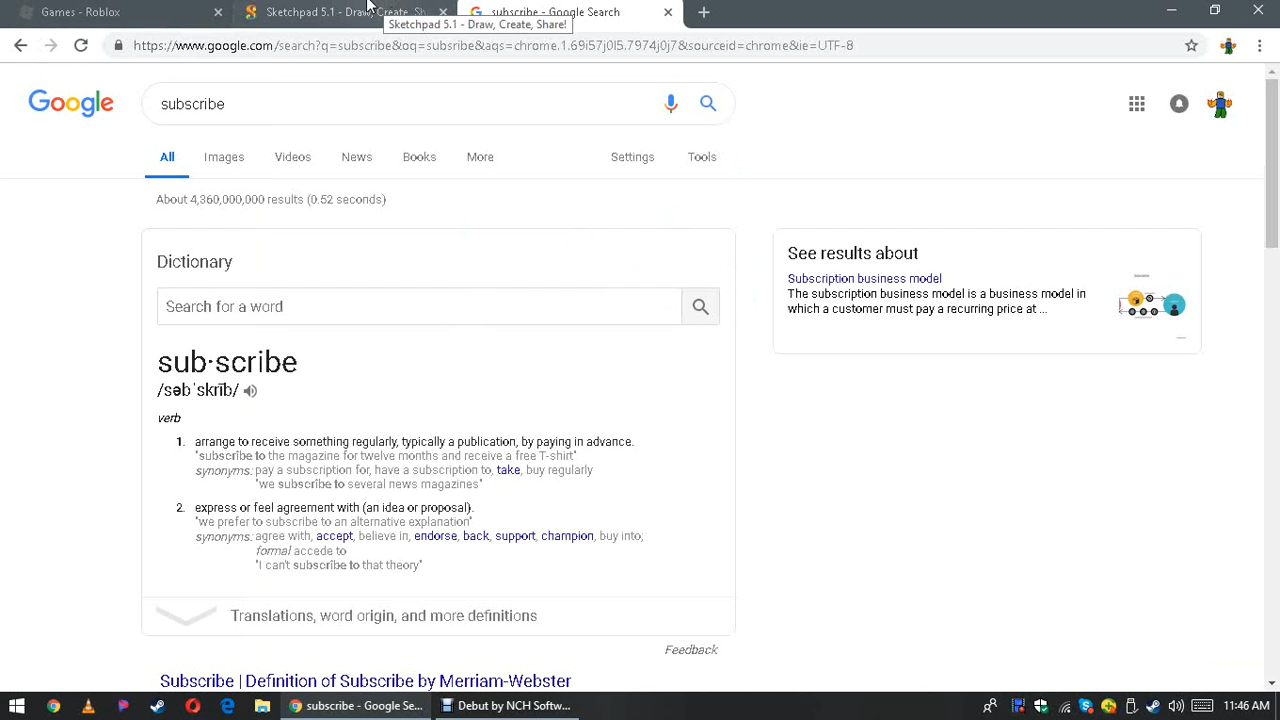 Games - Roblox
Sketchpad 5.1 - Draw, Create, Sh
subscribe - Google Search
Sketchpad 5.1 - Draw, Create, Share!
https://www.google.com/search?q=subscribe&oq=subsribe&aqs=chrome.1.69i57j0l5.7974j0j7&sourceid=chrome&ie=UTF-8
Google
subscribe
All Images Videos News Books More Settings Tools
About 4,360,000,000 results (0.52 seconds)
Dictionary
Search for a word
sub·scribe
/səbˈskrīb/
verb
1. arrange to receive something regularly, typically a publication, by paying in advance.
"subscribe to the magazine for twelve months and receive a free T-shirt"
synonyms: pay a subscription for, have a subscription to, take, buy regularly
"we subscribe to several news magazines"
2. express or feel agreement with (an idea or proposal).
"we prefer to subscribe to an alternative explanation"
synonyms: agree with, accept, believe in, endorse, back, support, champion, buy into;
formal accede to
"I can't subscribe to that theory"
Translations, word origin, and more definitions
Feedback
See results about
Subscription business model
The subscription business model is a business model in
which a customer must pay a recurring price at ...
Subscribe | Definition of Subscribe by Merriam-Webster
subscribe - Google Se...
Debut by NCH Softw...
11:46 AM